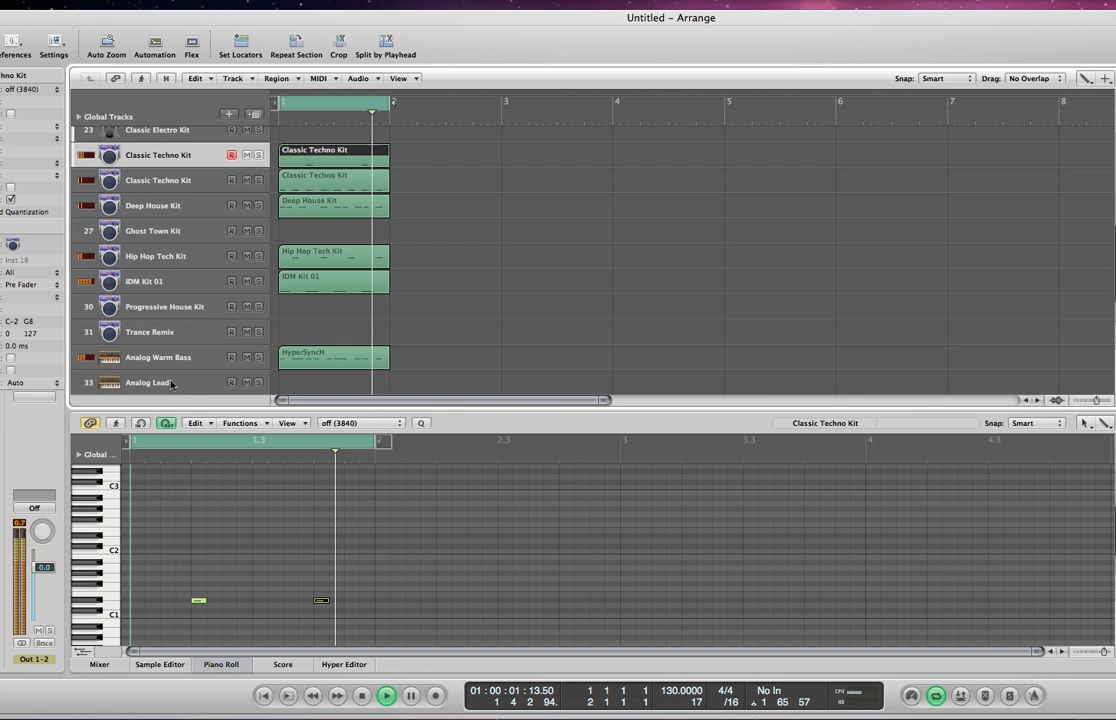 Untitled – Arrange
eferences Settings Auto Zoom Automation Flex Set Locators Repeat Section Crop Split by Playhead
hno Kit Edit Track Region MIDI Audio View Snap: Smart Drag: No Overlap
off (3840)
1 2 3 4 5 6 7 8
Global Tracks
23 Classic Electro Kit R M S
Classic Techno Kit R M S Classic Techno Kit
Classic Techno Kit R M S Classic Techno Kit
Deep House Kit R M S Deep House Kit
d Quantization
27 Ghost Town Kit R M S
Hip Hop Tech Kit R M S Hip Hop Tech Kit
Inst 18
All
IDM Kit 01 R M S IDM Kit 01
Pre Fader
30 Progressive House Kit R M S
C-2 G8
31 Trance Remix R M S
0 127
0.0 ms
Analog Warm Bass R M S HyperSyncH
Auto
33 Analog Lead R M S
Edit Functions View off (3840) Q Classic Techno Kit Snap: Smart
1 1.3 2.3 3 3.3 4 4.3
Global ...
C3
Off
0.7
C2
0.0
C1
M S
Bnce
Out 1-2
Mixer Sample Editor Piano Roll Score Hyper Editor
01:00:01:13.50 1 1 1 1 130.0000 4/4 No In CPU
1 4 2 94. 2 1 1 1 17 /16 1 65 57 HD